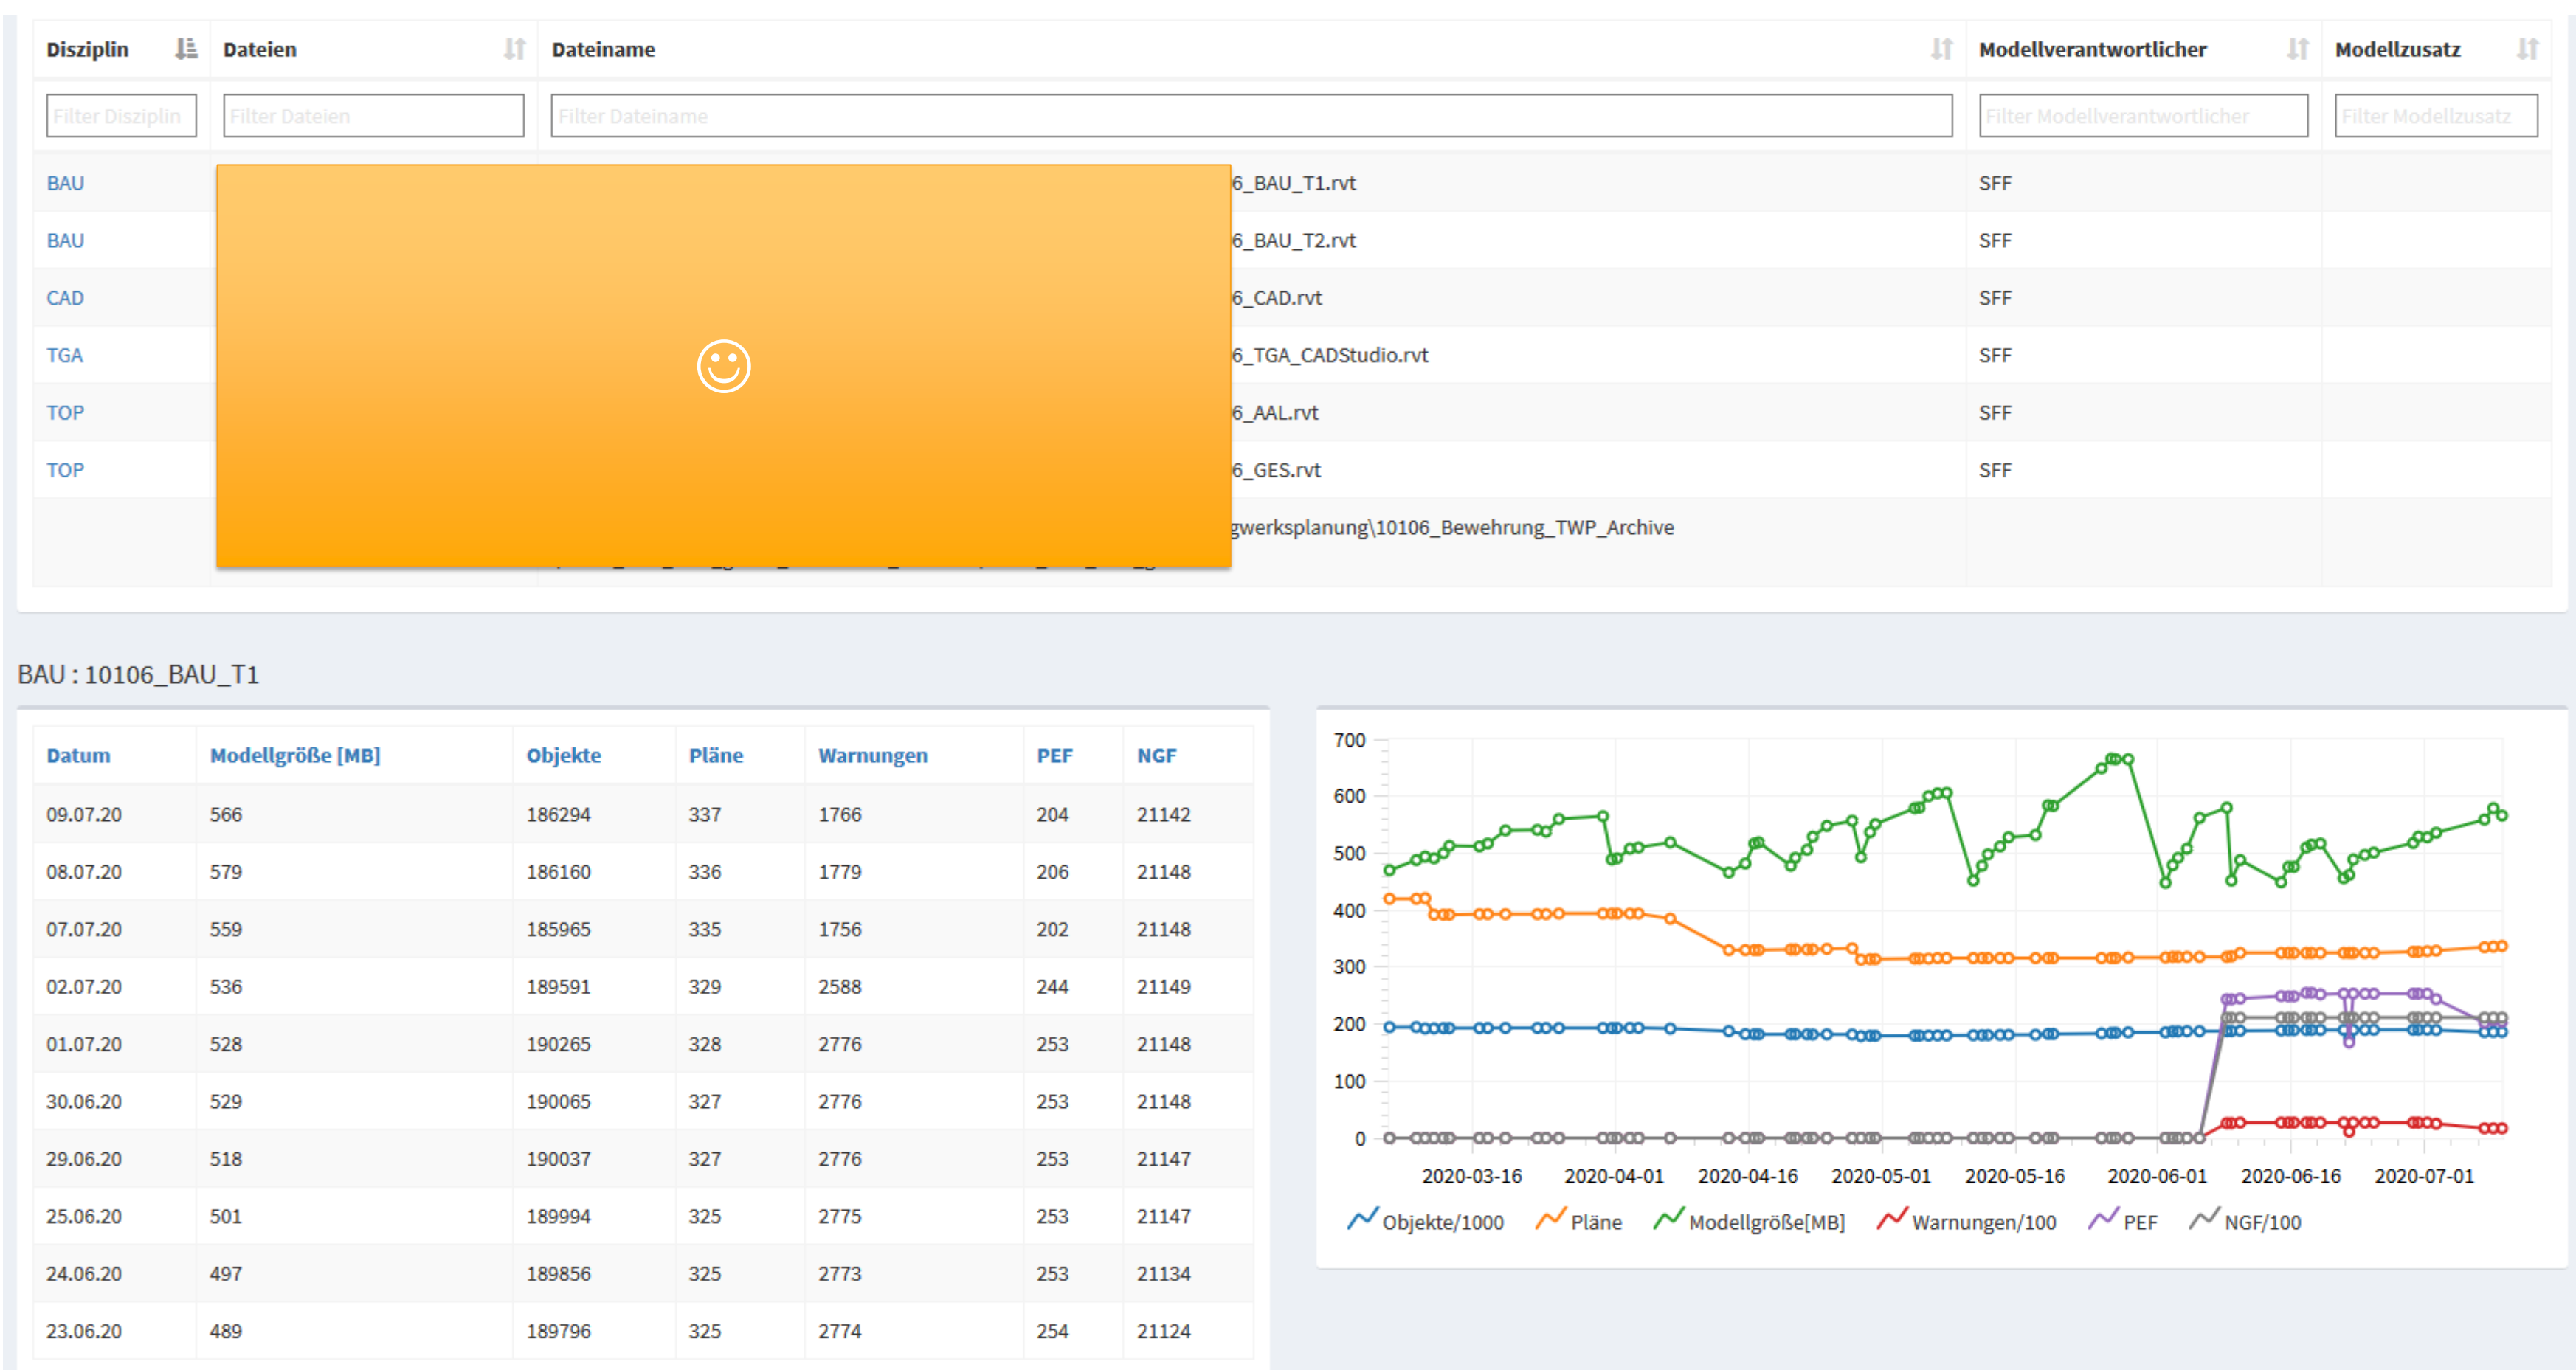 Disziplin Dateien Dateiname Modellverantwortlicher Modellzusatz
Filter Disziplin Filter Dateien Filter Dateiname Filter Modellverantwortlicher Filter Modellzusatz
BAU 6_BAU_T1.rvt SFF
BAU 6_BAU_T2.rvt SFF
CAD 6_CAD.rvt SFF
TGA 6_TGA_CADStudio.rvt SFF
TOP 6_AAL.rvt SFF
TOP 6_GES.rvt SFF
gwerksplanung\10106_Bewehrung_TWP_Archive
BAU : 10106_BAU_T1
Datum Modellgröße [MB] Objekte Pläne Warnungen PEF NGF
09.07.20 566 186294 337 1766 204 21142
08.07.20 579 186160 336 1779 206 21148
07.07.20 559 185965 335 1756 202 21148
02.07.20 536 189591 329 2588 244 21149
01.07.20 528 190265 328 2776 253 21148
30.06.20 529 190065 327 2776 253 21148
29.06.20 518 190037 327 2776 253 21147
25.06.20 501 189994 325 2775 253 21147
24.06.20 497 189856 325 2773 253 21134
23.06.20 489 189796 325 2774 254 21124
700
600
500
400
300
200
100
0
2020-03-16 2020-04-01 2020-04-16 2020-05-01 2020-05-16 2020-06-01 2020-06-16 2020-07-01
Objekte/1000 Pläne Modellgröße[MB] Warnungen/100 PEF NGF/100